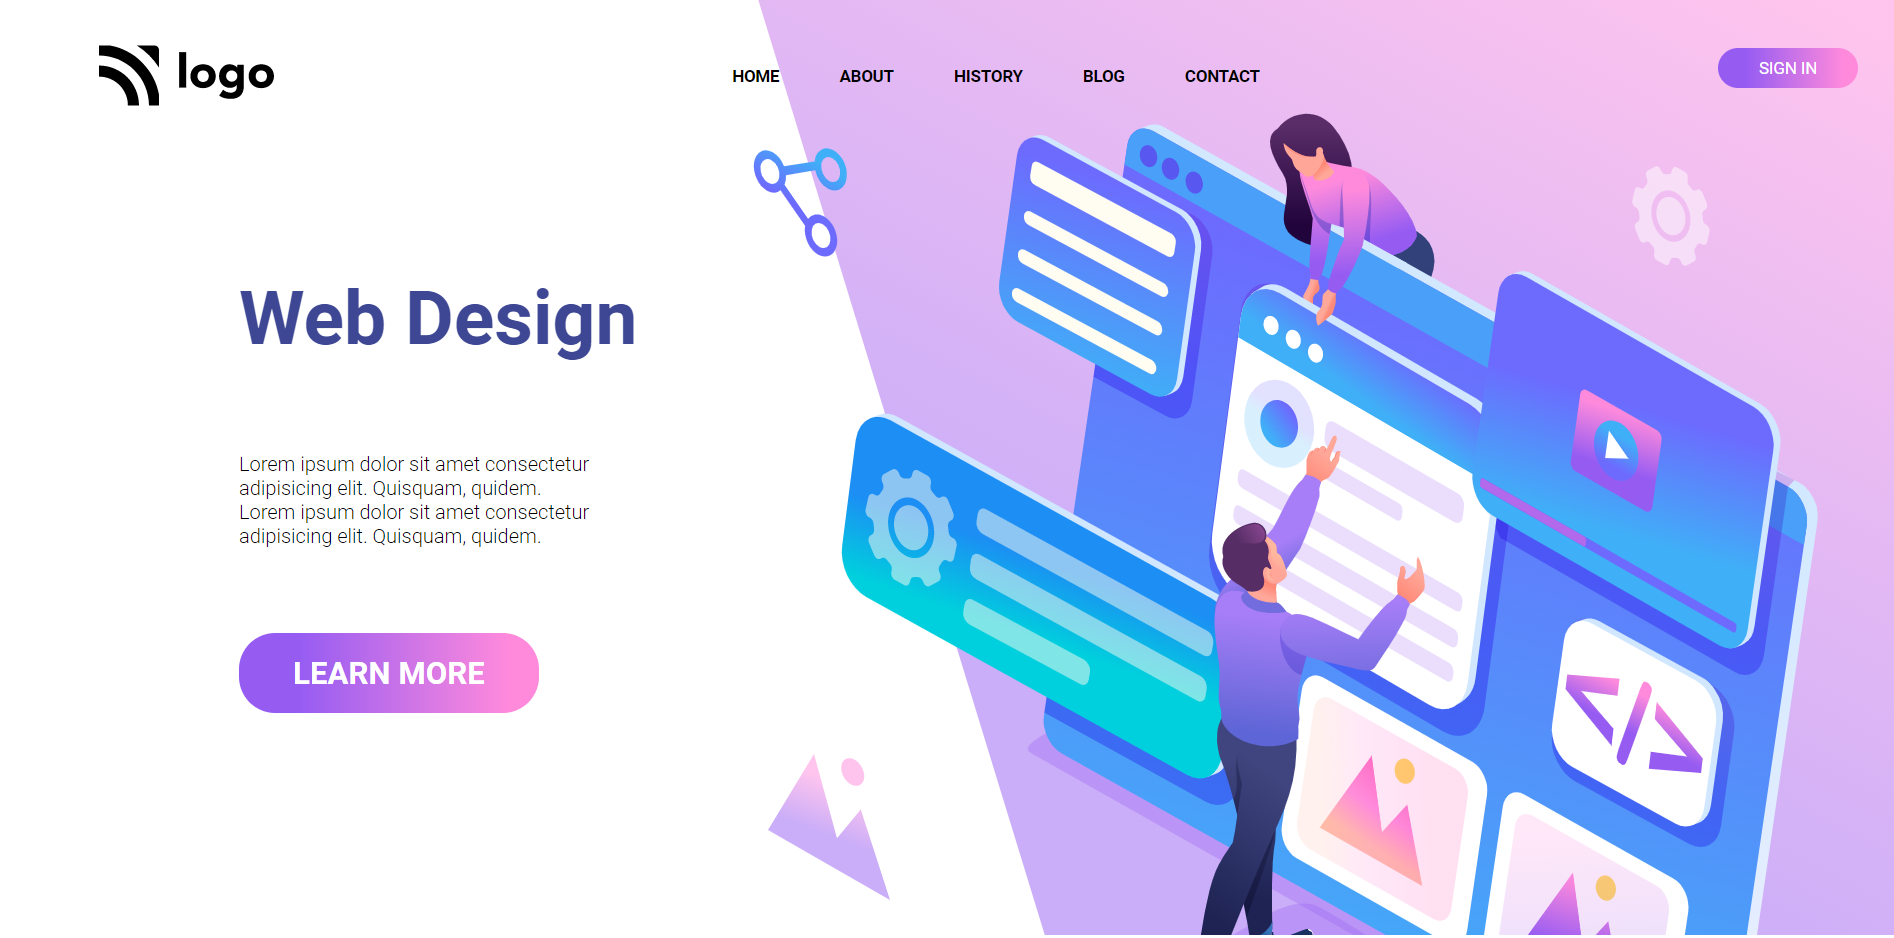 logo
HOME
ABOUT
HISTORY
BLOG
CONTACT
SIGN IN
Web Design
Lorem ipsum dolor sit amet consectetur
adipisicing elit. Quisquam, quidem.
Lorem ipsum dolor sit amet consectetur
adipisicing elit. Quisquam, quidem.
LEARN MORE
</>